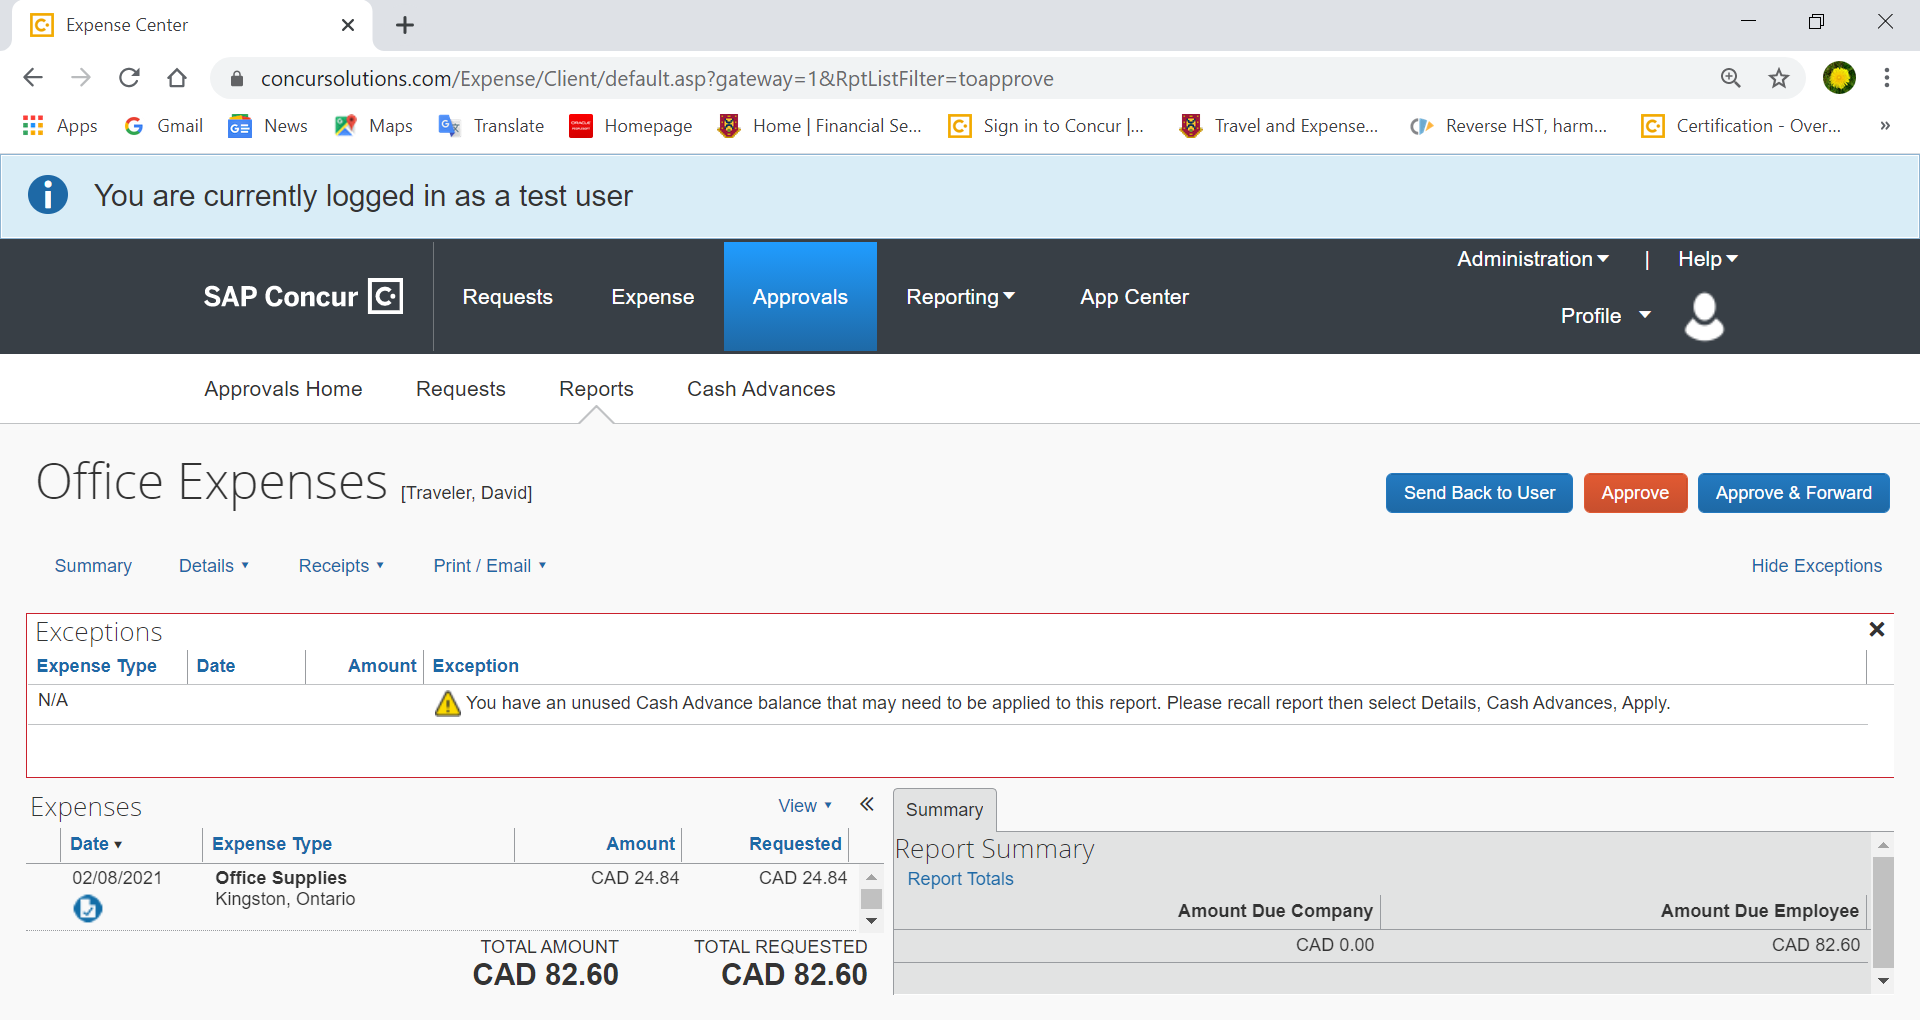 Expense Center
concursolutions.com/Expense/Client/default.asp?gateway=1&RptListFilter=toapprove
Apps Gmail News Maps Translate Homepage Home | Financial Se... Sign in to Concur |... Travel and Expense... Reverse HST, harm... Certification - Over... »
You are currently logged in as a test user
Administration | Help
SAP Concur Requests Expense Approvals Reporting App Center
Profile
Approvals Home Requests Reports Cash Advances
Office Expenses [Traveler, David]
Send Back to User Approve Approve & Forward
Summary Details Receipts Print / Email Hide Exceptions
Exceptions
Expense Type Date Amount Exception
N/A You have an unused Cash Advance balance that may need to be applied to this report. Please recall report then select Details, Cash Advances, Apply.
Expenses View
Date Expense Type Amount Requested
02/08/2021 Office Supplies CAD 24.84 CAD 24.84
Kingston, Ontario
TOTAL AMOUNT TOTAL REQUESTED
CAD 82.60 CAD 82.60
Summary
Report Summary
Report Totals
Amount Due Company Amount Due Employee
CAD 0.00 CAD 82.60